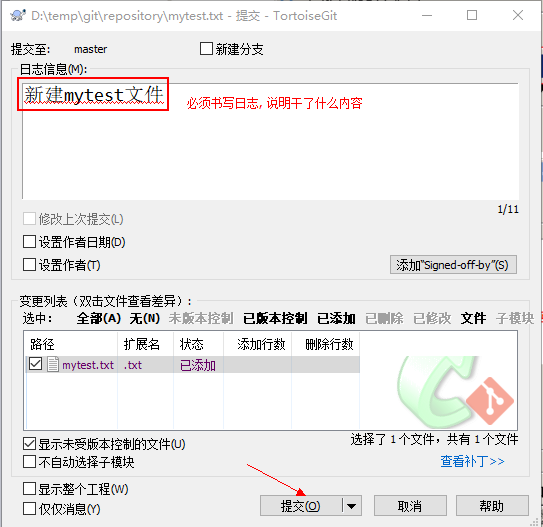 D:\temp\git\repository\mytest.txt - 提交 - TortoiseGit
提交至: master 新建分支
日志信息(M):
新建mytest文件
必须书写日志, 说明干了什么内容
1/11
修改上次提交(L)
设置作者日期(D)
设置作者(T)
添加“Signed-off-by”(S)
变更列表（双击文件查看差异）:
选中: 全部(A) 无(N) 未版本控制 已版本控制 已添加 已删除 已修改 文件 子模块
路径 扩展名 状态 添加行数 删除行数
mytest.txt .txt 已添加
显示未受版本控制的文件(U)
选择了 1 个文件，共有 1 个文件
不自动选择子模块
查看补丁>>
显示整个工程(W)
仅仅消息(Y)
提交(O) 取消 帮助